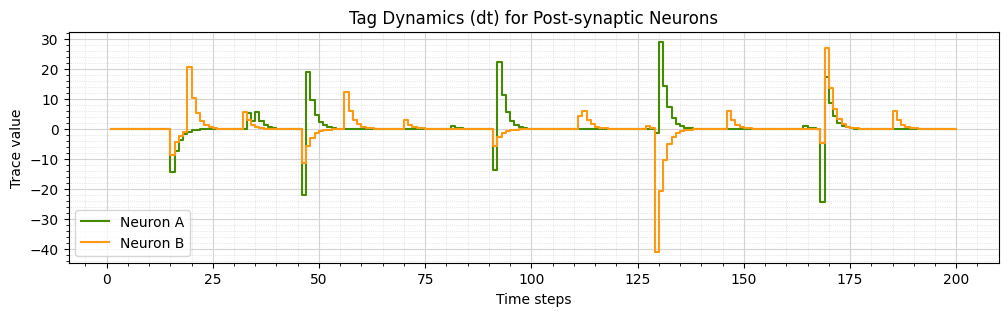 Tag Dynamics (dt) for Post-synaptic Neurons
Trace value
30
20
10
0
−10
−20
−30
−40
Neuron A
Neuron B
0 25 50 75 100 125 150 175 200
Time steps